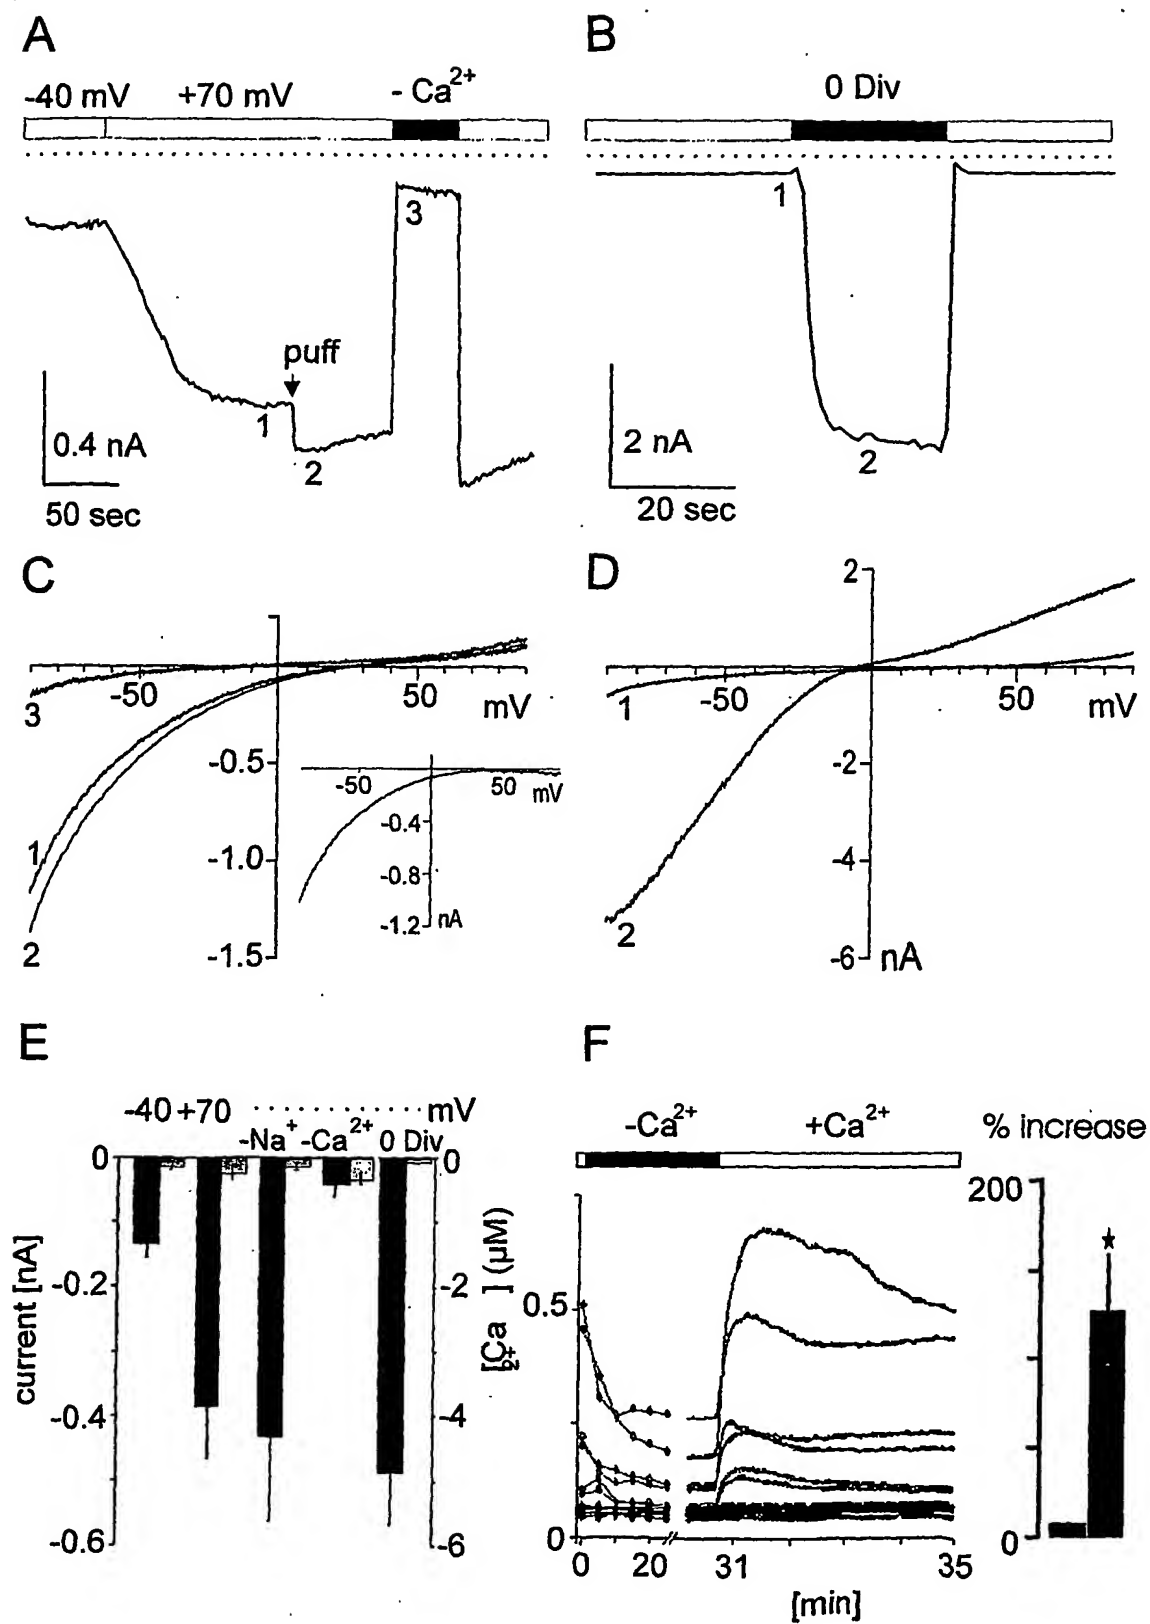 A
-40 mV +70 mV - Ca2+
1
puff
2
3
0.4 nA
50 sec
B
0 Div
1
2
2 nA
20 sec
C
-50 50 mV
3
-0.5
1
-1.0
2
-1.5
-50 50 mV
-0.4
-0.8
-1.2 nA
D
2
-50 50 mV
1
-2
-4
2
-6 nA
E
-40 +70 mV
-Na+ -Ca2+ 0 Div
0 0
-0.2 -2
-0.4 -4
-0.6 -6
current [nA]
[Ca2+] (µM)
F
-Ca2+ +Ca2+ % increase
200
0.5
0 0
0 20 31 35
[min]